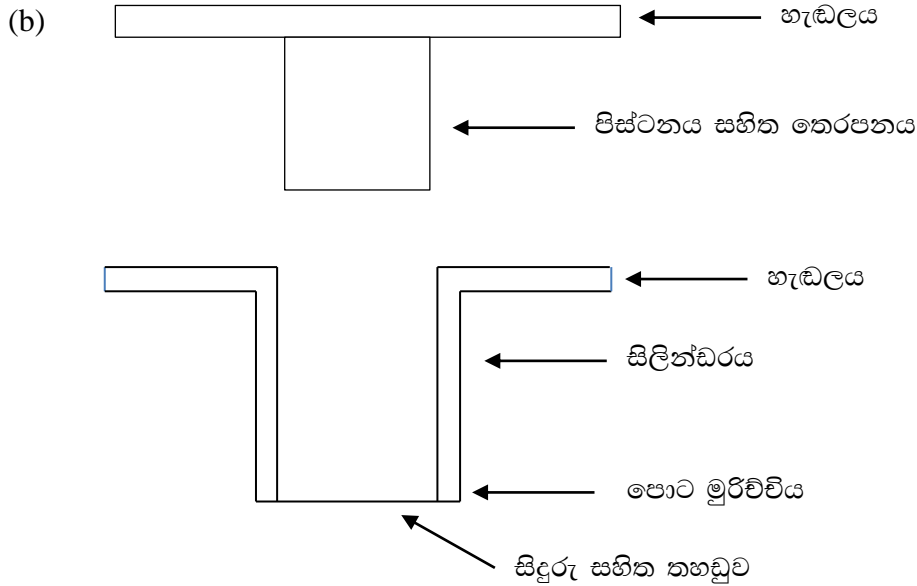 (b)
හැඬලය
පිස්ටනය සහිත තෙරපනය
හැඬලය
සිලින්ඩරය
පොට මුරිච්චිය
සිදුරු සහිත තහඩුව